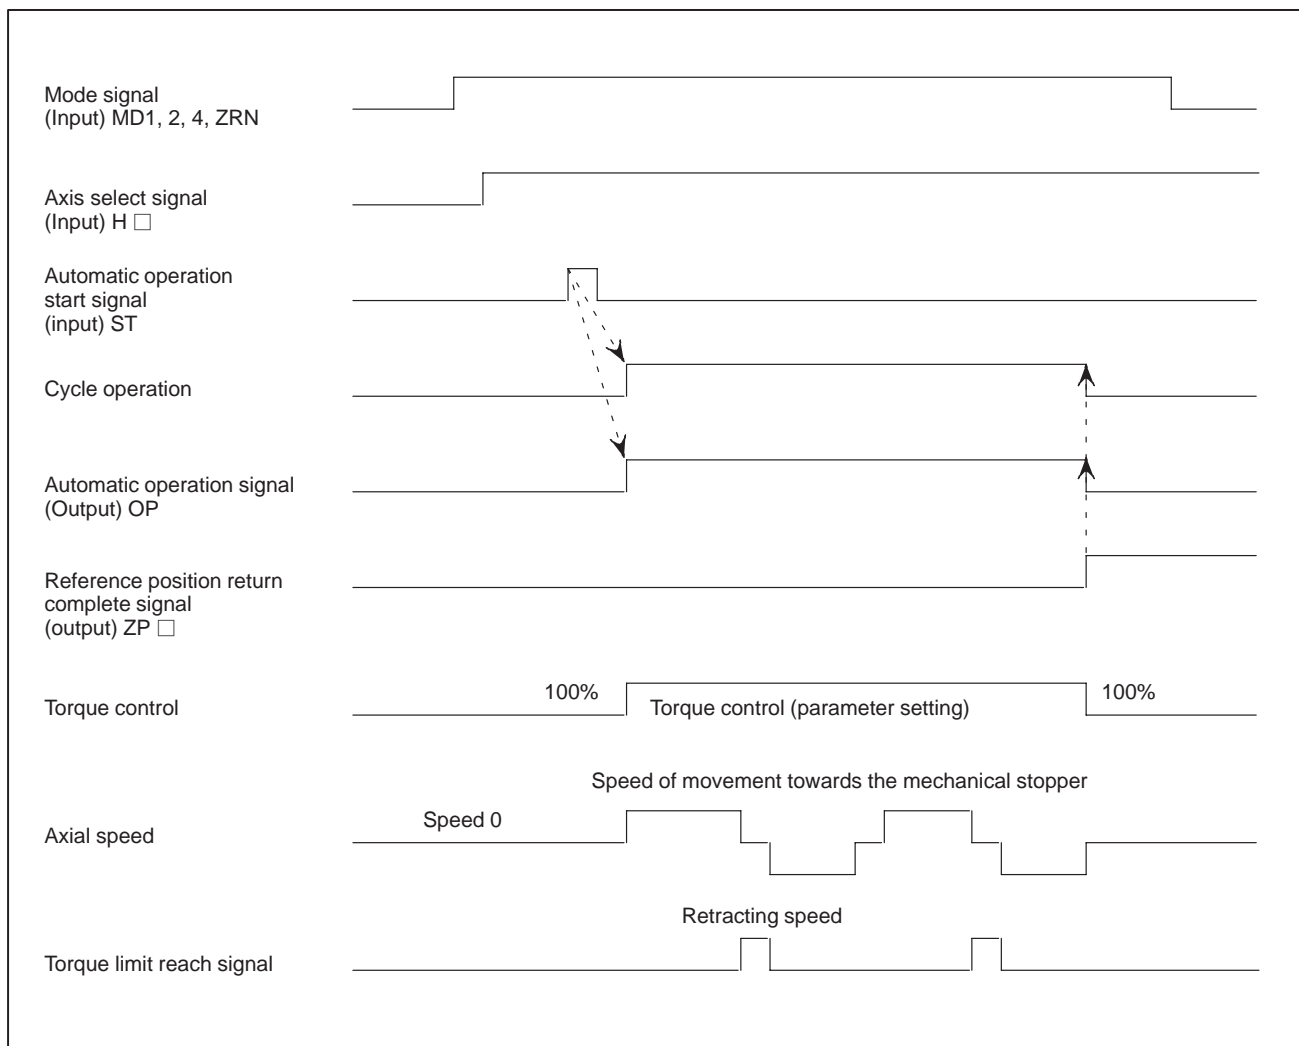 Mode signal
(Input) MD1, 2, 4, ZRN
Axis select signal
(Input) H □
Automatic operation
start signal
(input) ST
Cycle operation
Automatic operation signal
(Output) OP
Reference position return
complete signal
(output) ZP □
100%
100%
Torque control
Torque control (parameter setting)
Speed of movement towards the mechanical stopper
Speed 0
Axial speed
Retracting speed
Torque limit reach signal